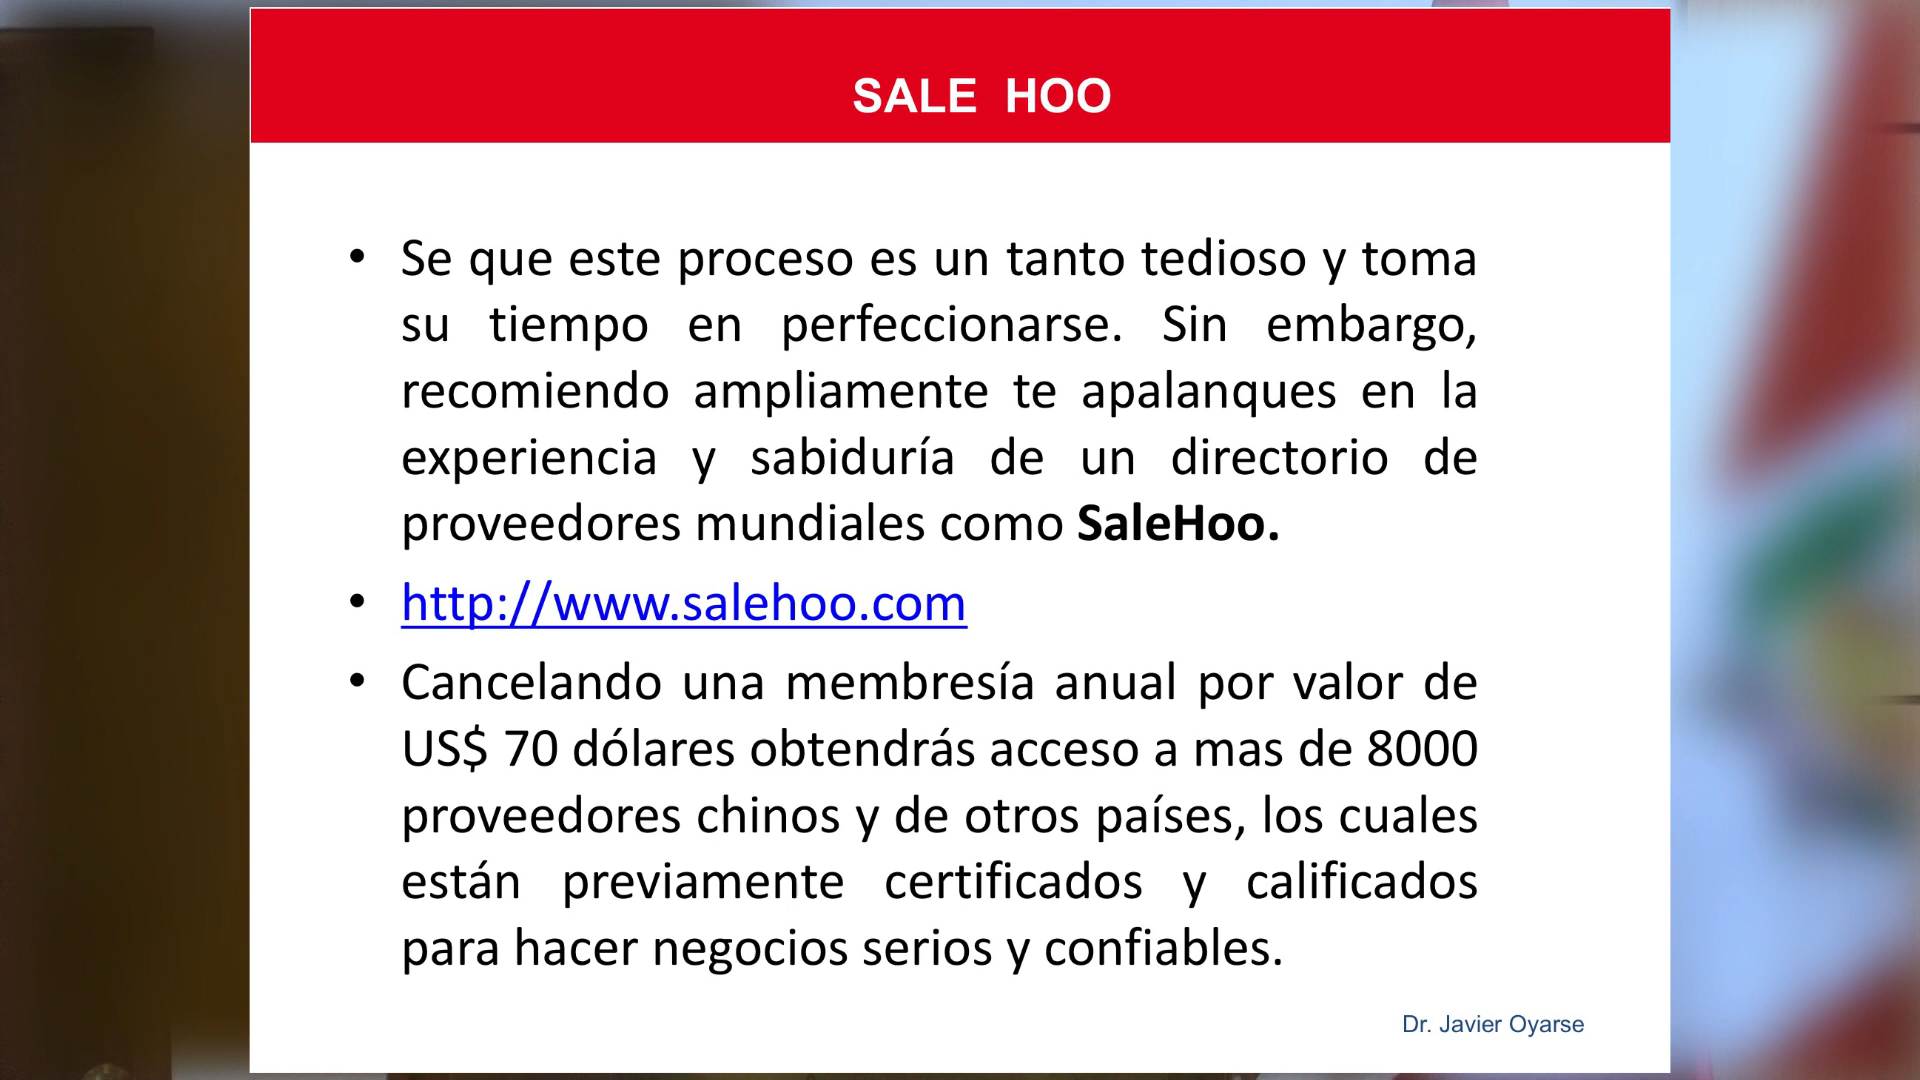 SALE HOO
• Se que este proceso es un tanto tedioso y toma
su tiempo en perfeccionarse. Sin embargo,
recomiendo ampliamente te apalanques en la
experiencia y sabiduría de un directorio de
proveedores mundiales como SaleHoo.
• http://www.salehoo.com
• Cancelando una membresía anual por valor de
US$ 70 dólares obtendrás acceso a mas de 8000
proveedores chinos y de otros países, los cuales
están previamente certificados y calificados
para hacer negocios serios y confiables.
Dr. Javier Oyarse